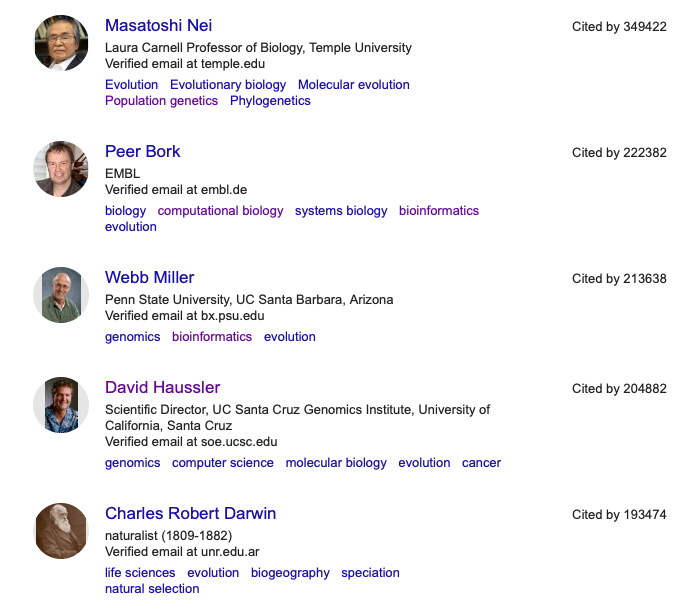 Masatoshi Nei
Cited by 349422
Laura Carnell Professor of Biology, Temple University
Verified email at temple.edu
Evolution Evolutionary biology Molecular evolution
Population genetics Phylogenetics
Peer Bork
Cited by 222382
EMBL
Verified email at embl.de
biology computational biology systems biology bioinformatics
evolution
Webb Miller
Cited by 213638
Penn State University, UC Santa Barbara, Arizona
Verified email at bx.psu.edu
genomics bioinformatics evolution
David Haussler
Cited by 204882
Scientific Director, UC Santa Cruz Genomics Institute, University of
California, Santa Cruz
Verified email at soe.ucsc.edu
genomics computer science molecular biology evolution cancer
Charles Robert Darwin
Cited by 193474
naturalist (1809-1882)
Verified email at unr.edu.ar
life sciences evolution biogeography speciation
natural selection